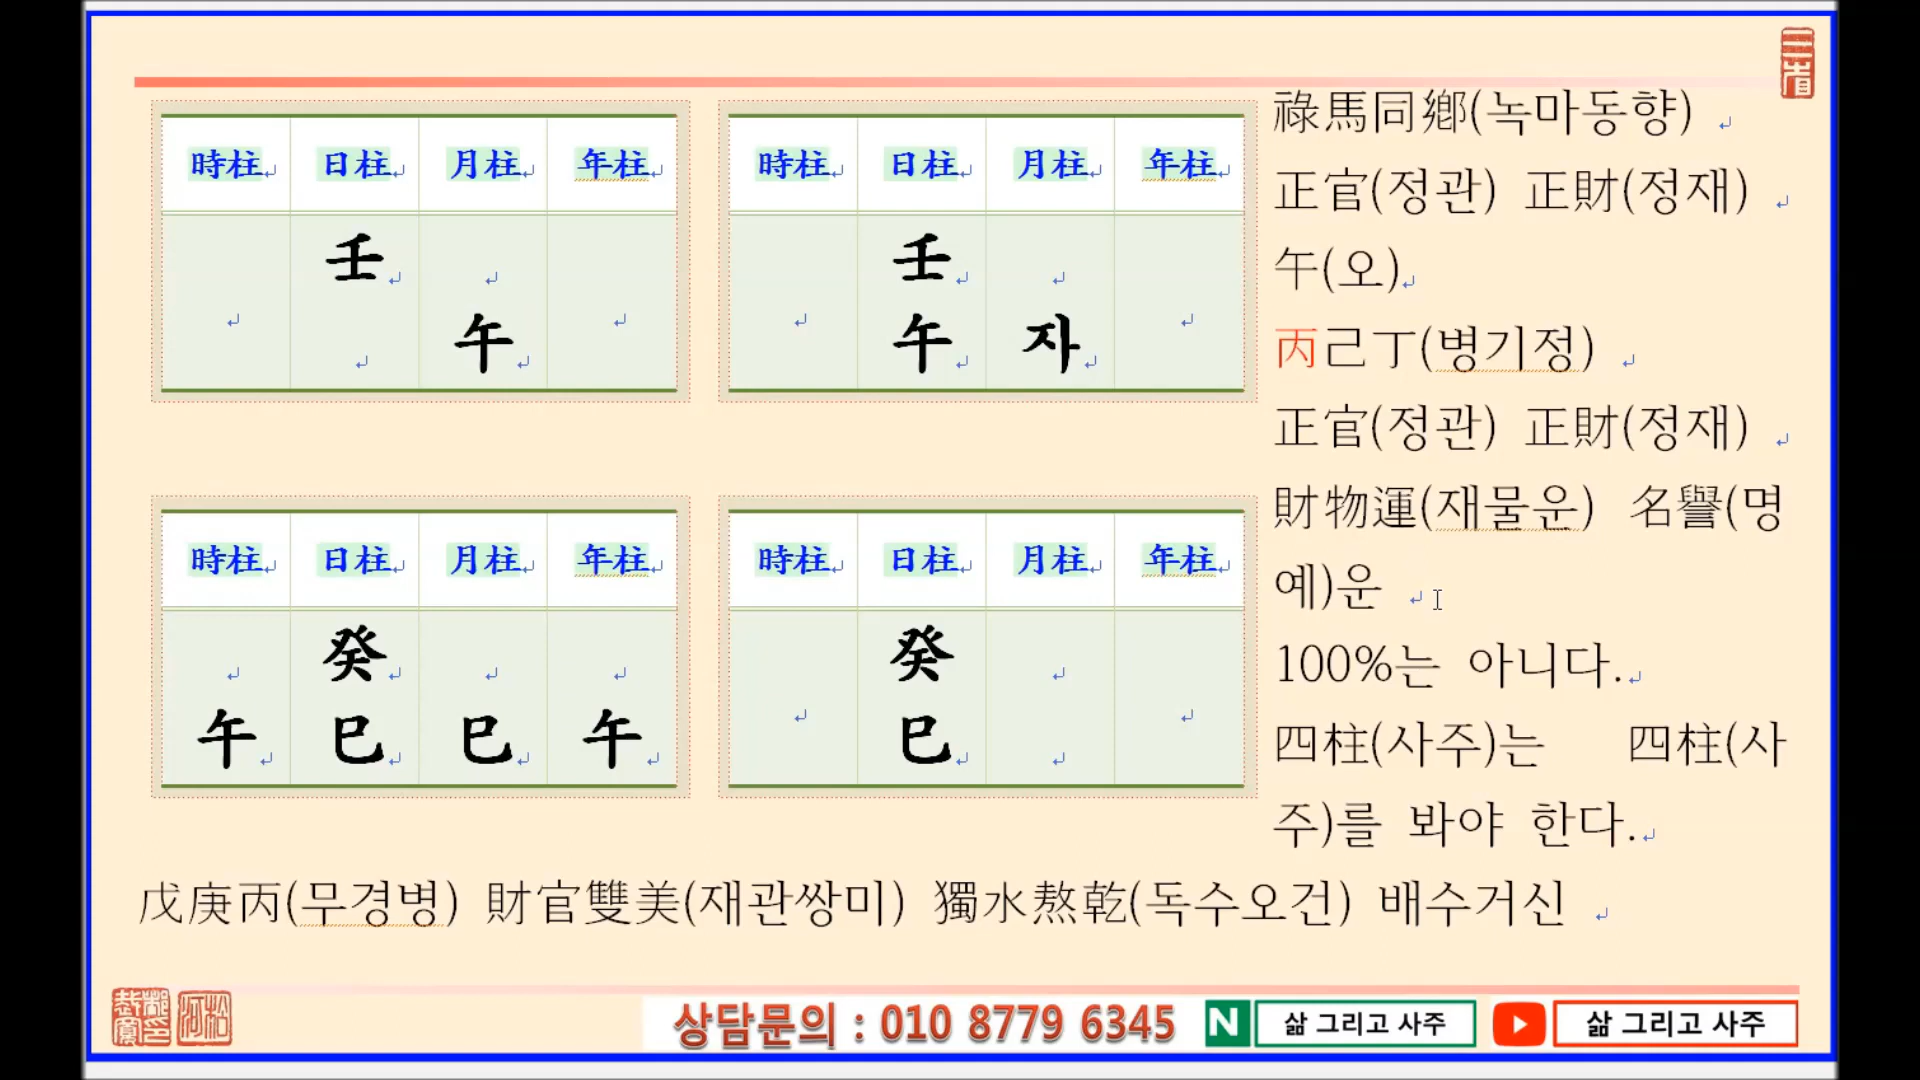 時柱 日柱 月柱 年柱
壬
午
時柱 日柱 月柱 年柱
壬
午 자
時柱 日柱 月柱 年柱
癸
午 巳 巳 午
時柱 日柱 月柱 年柱
癸
巳
祿馬同鄕(녹마동향)
正官(정관) 正財(정재)
午(오)
丙己丁(병기정)
正官(정관) 正財(정재)
財物運(재물운) 名譽(명
예)운
100%는 아니다.
四柱(사주)는 四柱(사
주)를 봐야 한다.
戊庚丙(무경병) 財官雙美(재관쌍미) 獨水熬乾(독수오건) 배수거신
상담문의 : 010 8779 6345 N 삶 그리고 사주 삶 그리고 사주